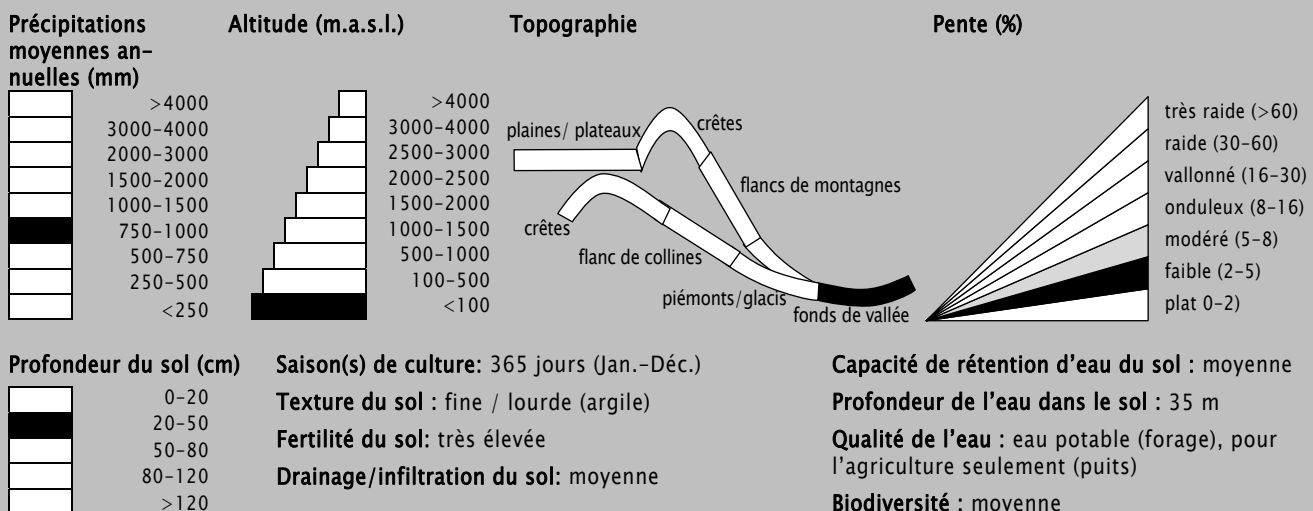 Précipitations
moyennes an-
nuelles (mm)
>4000
3000-4000
2000-3000
1500-2000
1000-1500
750-1000
500-750
250-500
<250
Altitude (m.a.s.l.)
>4000
3000-4000
2500-3000
2000-2500
1500-2000
1000-1500
500-1000
100-500
<100
Topographie
plaines/ plateaux
crêtes
flancs de montagnes
crêtes
flanc de collines
piémonts/glacis
fonds de vallée
Pente (%)
très raide (>60)
raide (30-60)
vallonné (16-30)
onduleux (8-16)
modéré (5-8)
faible (2-5)
plat 0-2)
Profondeur du sol (cm)
0-20
20-50
50-80
80-120
>120
Saison(s) de culture: 365 jours (Jan.-Déc.)
Texture du sol : fine / lourde (argile)
Fertilité du sol: très élevée
Drainage/infiltration du sol: moyenne
Capacité de rétention d'eau du sol : moyenne
Profondeur de l'eau dans le sol : 35 m
Qualité de l'eau : eau potable (forage), pour
l'agriculture seulement (puits)
Biodiversité : moyenne